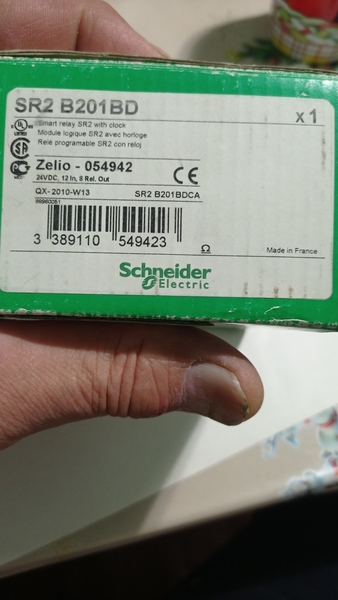 SR2 B201BD
x 1
Smart relay SR2 with clock
Module logique SR2 avec horloge
Relé programable SR2 con reloj
Zelio - 054942
24VDC, 12 In, 8 Rel. Out
CE
QX- 2010-W13
SR2 B201BDCA
3 389110 549423
Made in France
Schneider
Electric